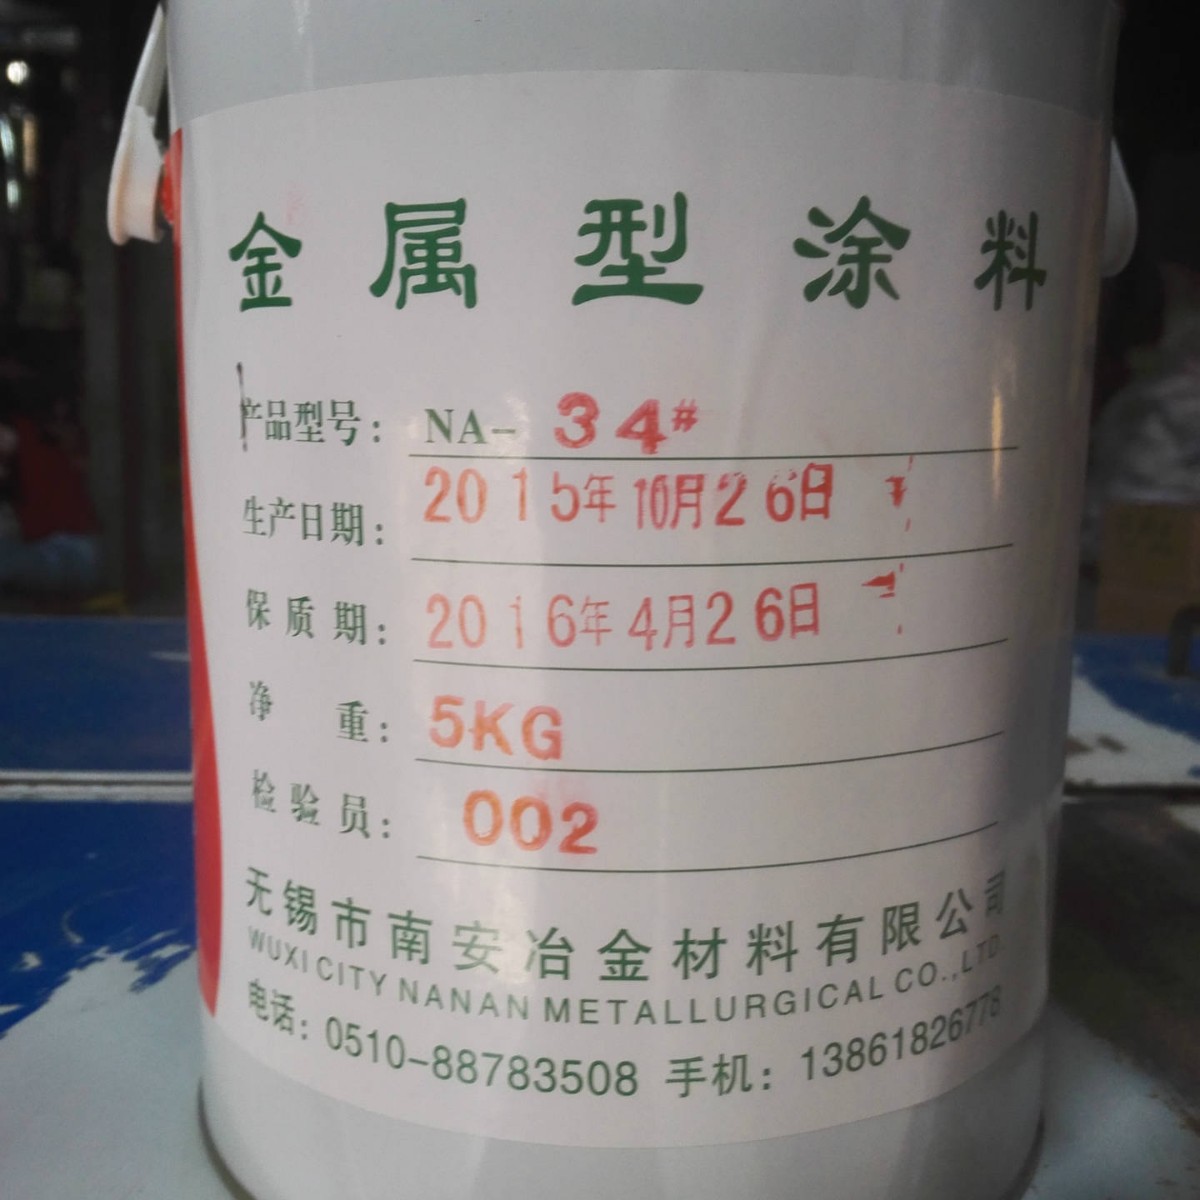 金属型涂料
产品型号: NA- 34#
生产日期: 2015年10月26日
保质期: 2016年4月26日
净 重: 5KG
检验员: 002
无锡市南安冶金材料有限公司
WUXI CITY NANAN METALLURGICAL CO.,LTD.
电话: 0510-88783508 手机: 13861826778